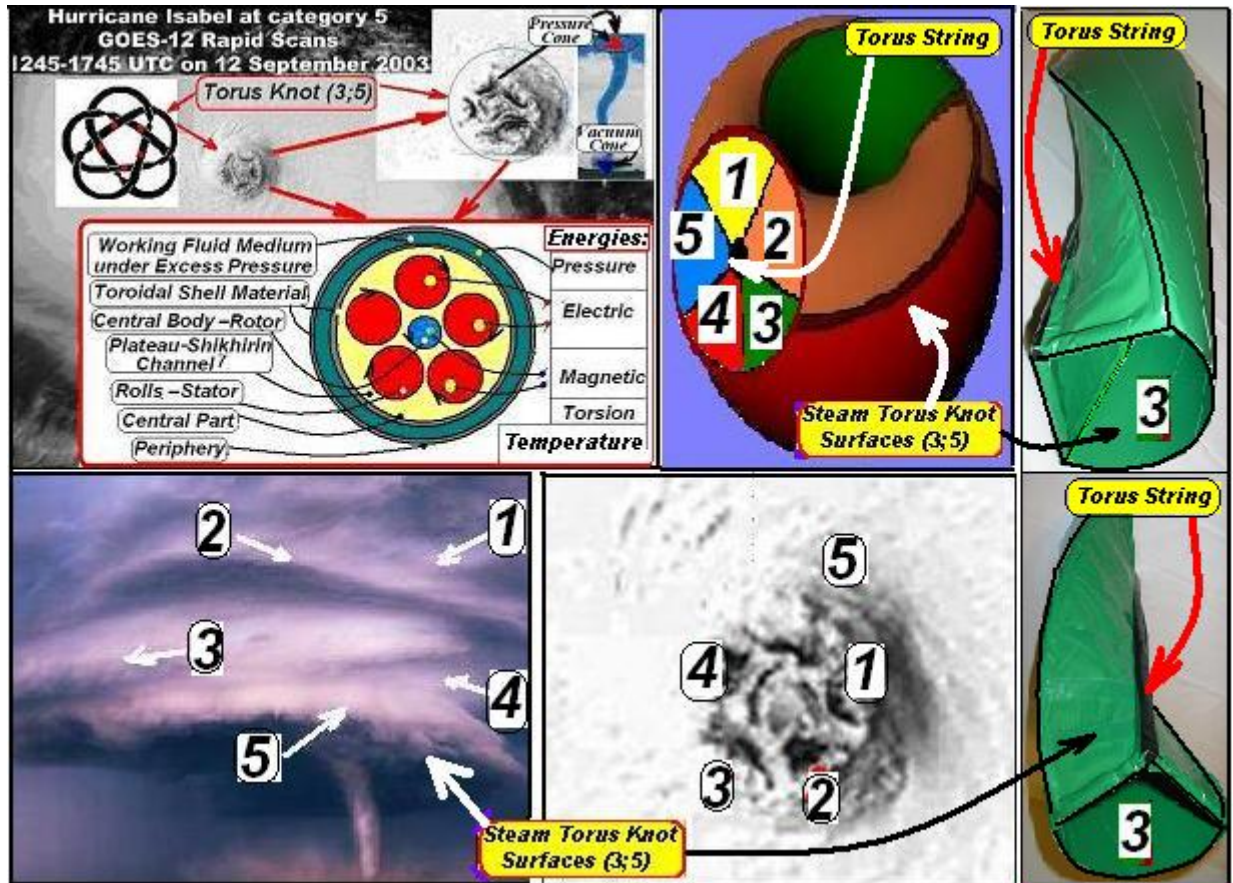 Hurricane Isabel at category 5
GOES-12 Rapid Scans
1245-1745 UTC on 12 September 2003
Torus Knot (3;5)
Pressure
Cone
Vacuum
Cone
Working Fluid Medium
under Excess Pressure
Toroidal Shell Material
Central Body –Rotor
Plateau-Shikhirin
Channel 7
Rolls –Stator
Central Part
Periphery
Energies:
Pressure
Electric
Magnetic
Torsion
Temperature
Torus String
1
2
3
4
5
Steam Torus Knot
Surfaces (3;5)
Torus String
3
2
1
3
4
5
Steam Torus Knot
Surfaces (3;5)
5
4
1
3
2
Torus String
3